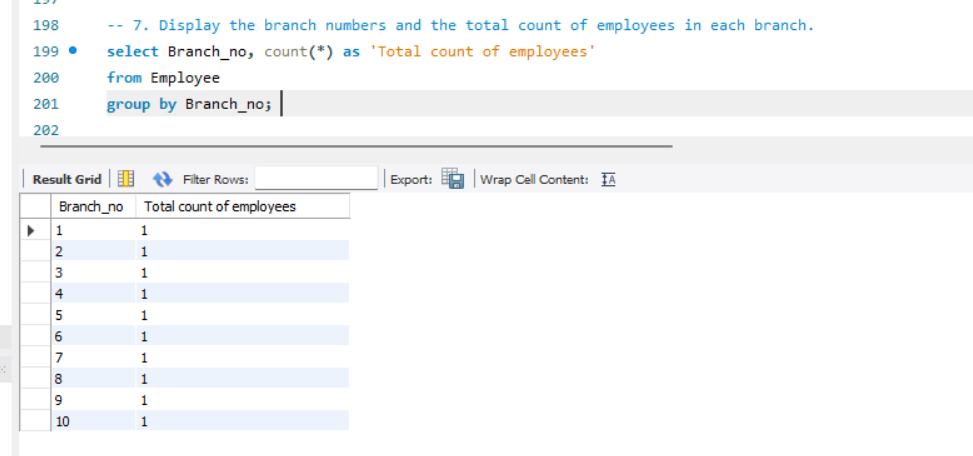 197
198 -- 7. Display the branch numbers and the total count of employees in each branch.
199 select Branch_no, count(*) as 'Total count of employees'
200 from Employee
201 group by Branch_no;
202
Result Grid Filter Rows: Export: Wrap Cell Content: IA
Branch_no Total count of employees
1 1
2 1
3 1
4 1
5 1
6 1
7 1
8 1
9 1
10 1